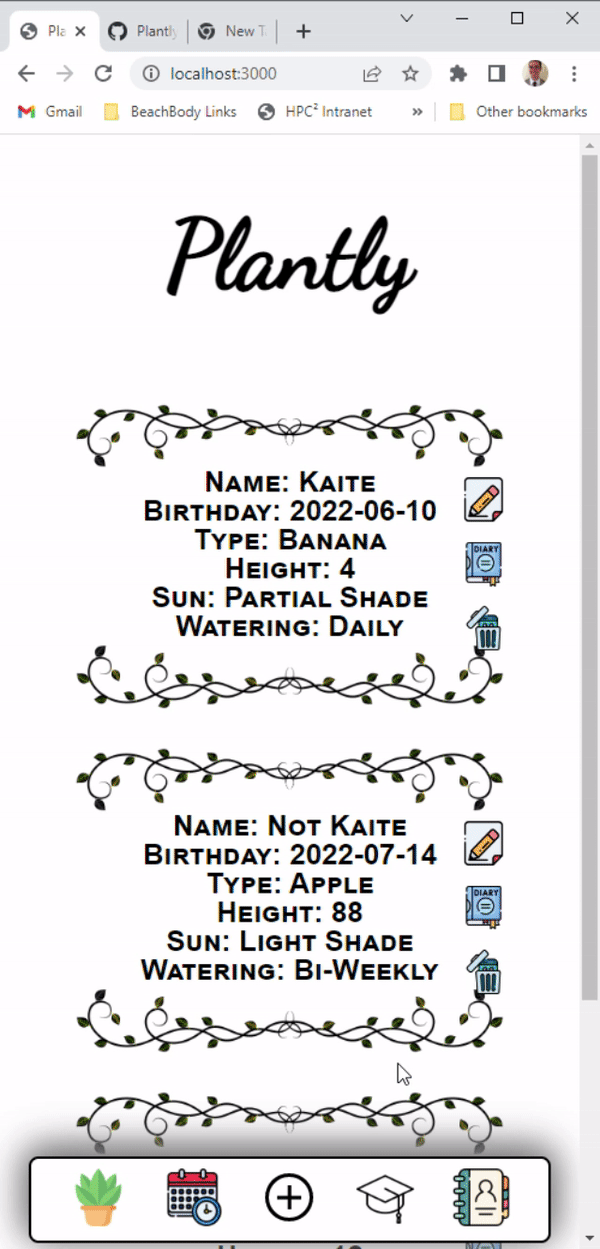 Pla
Plantly
New T
localhost:3000
Gmail
BeachBody Links
HPC² Intranet
»
Other bookmarks
Plantly
Name: Kaite
Birthday: 2022-06-10
Type: Banana
Height: 4
Sun: Partial Shade
Watering: Daily
DIARY
Name: Not Kaite
Birthday: 2022-07-14
Type: Apple
Height: 88
Sun: Light Shade
Watering: Bi-Weekly
DIARY